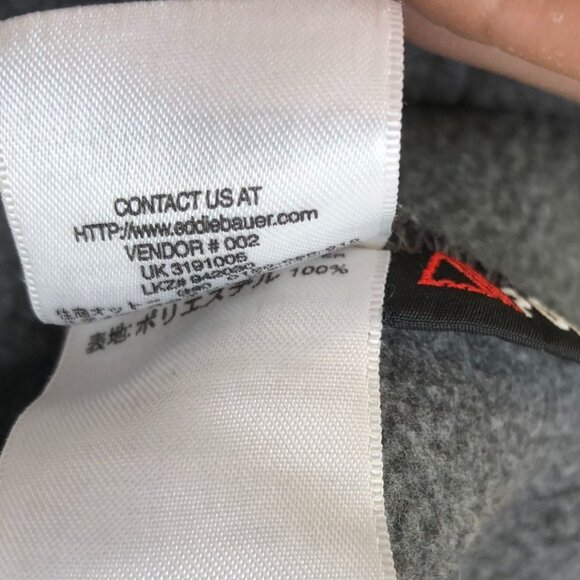 CONTACT US AT
HTTP://www.eddiebauer.com
VENDOR # 002
UK 3191005
LKZ#
表地:ポリエステル 100%